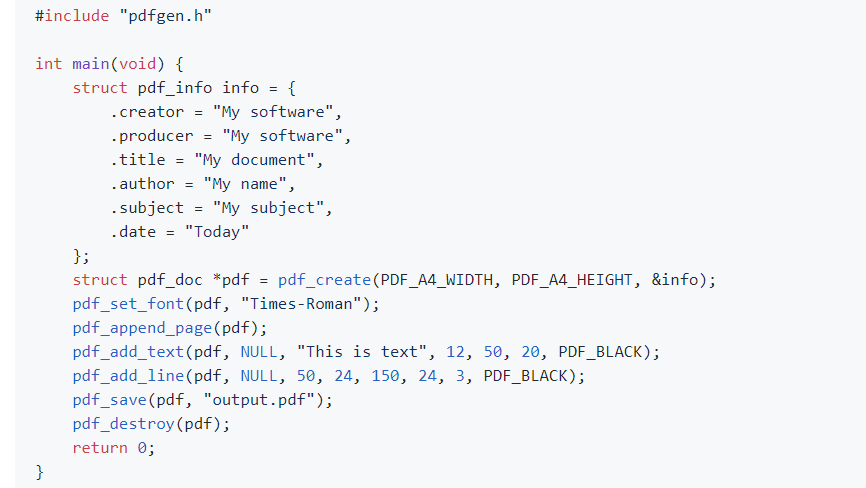 #include "pdfgen.h"

int main(void) {
    struct pdf_info info = {
        .creator = "My software",
        .producer = "My software",
        .title = "My document",
        .author = "My name",
        .subject = "My subject",
        .date = "Today"
    };
    struct pdf_doc *pdf = pdf_create(PDF_A4_WIDTH, PDF_A4_HEIGHT, &info);
    pdf_set_font(pdf, "Times-Roman");
    pdf_append_page(pdf);
    pdf_add_text(pdf, NULL, "This is text", 12, 50, 20, PDF_BLACK);
    pdf_add_line(pdf, NULL, 50, 24, 150, 24, 3, PDF_BLACK);
    pdf_save(pdf, "output.pdf");
    pdf_destroy(pdf);
    return 0;
}